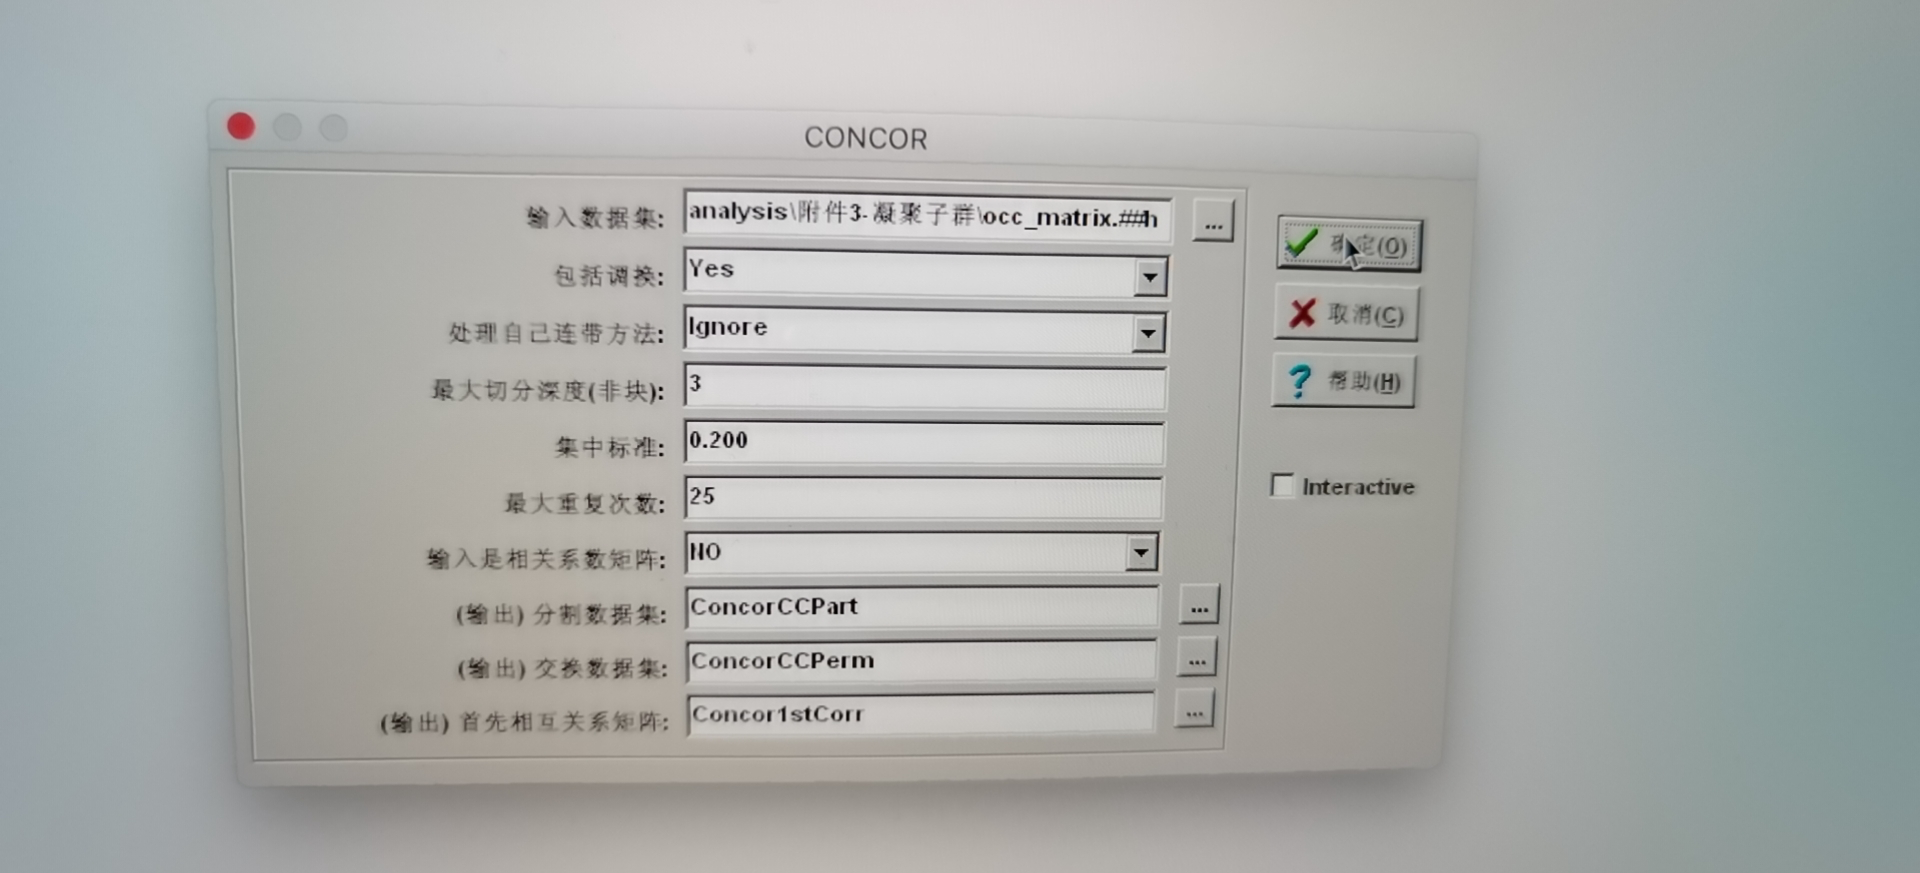 CONCOR
输入数据集: analysis\附件3-凝聚子群\occ_matrix.##h ...
包括调换: Yes
处理自己连带方法: Ignore
最大切分深度(非块): 3
集中标准: 0.200
最大重复次数: 25
输入是相关系数矩阵: NO
(输出) 分割数据集: ConcorCCPart ...
(输出) 交换数据集: ConcorCCPerm ...
(输出) 首先相互关系矩阵: Concor1stCorr ...
确定(O)
取消(C)
帮助(H)
Interactive